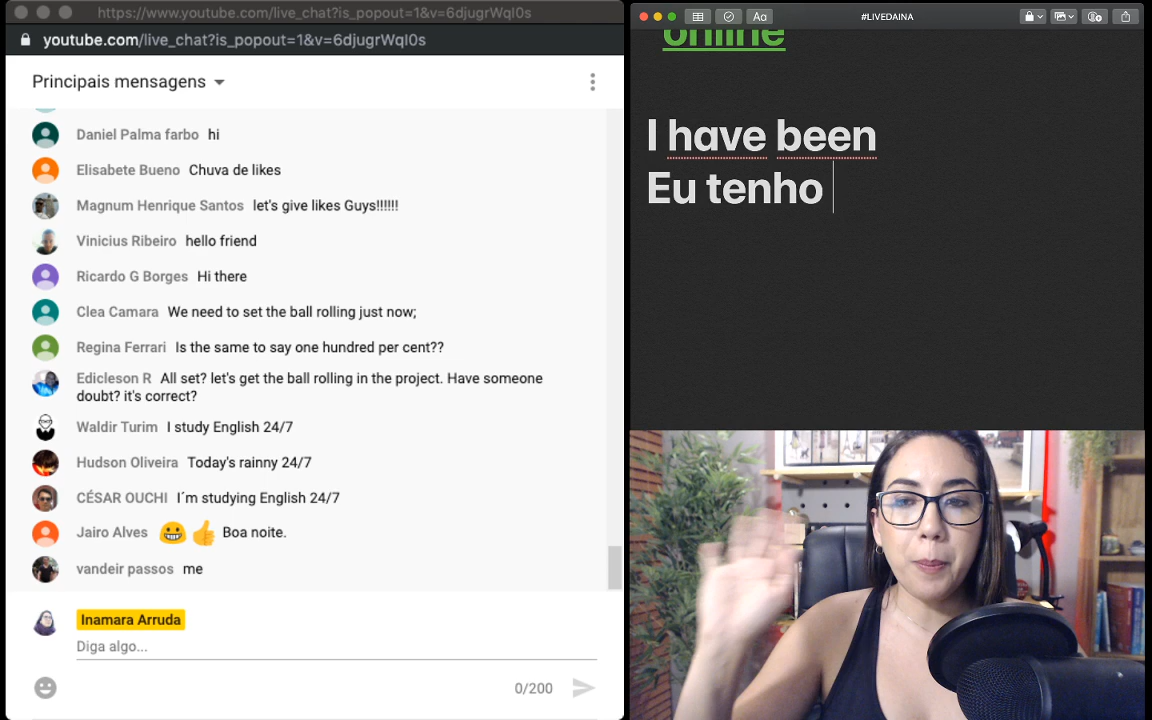 https://www.youtube.com/live_chat?is_popout=1&v=6djugrWqI0s
youtube.com/live_chat?is_popout=1&v=6djugrWqI0s
Principais mensagens
Daniel Palma farbo hi
Elisabete Bueno Chuva de likes
Magnum Henrique Santos let's give likes Guys!!!!!!
Vinicius Ribeiro hello friend
Ricardo G Borges Hi there
Clea Camara We need to set the ball rolling just now;
Regina Ferrari Is the same to say one hundred per cent??
Edicleson R All set? let's get the ball rolling in the project. Have someone
doubt? it's correct?
Waldir Turim I study English 24/7
Hudson Oliveira Today's rainny 24/7
CÉSAR OUCHI I´m studying English 24/7
Jairo Alves 😀 👍 Boa noite.
vandeir passos me
Inamara Arruda
Diga algo...
0/200
Aa
#LIVEDAINA
online
I have been
Eu tenho